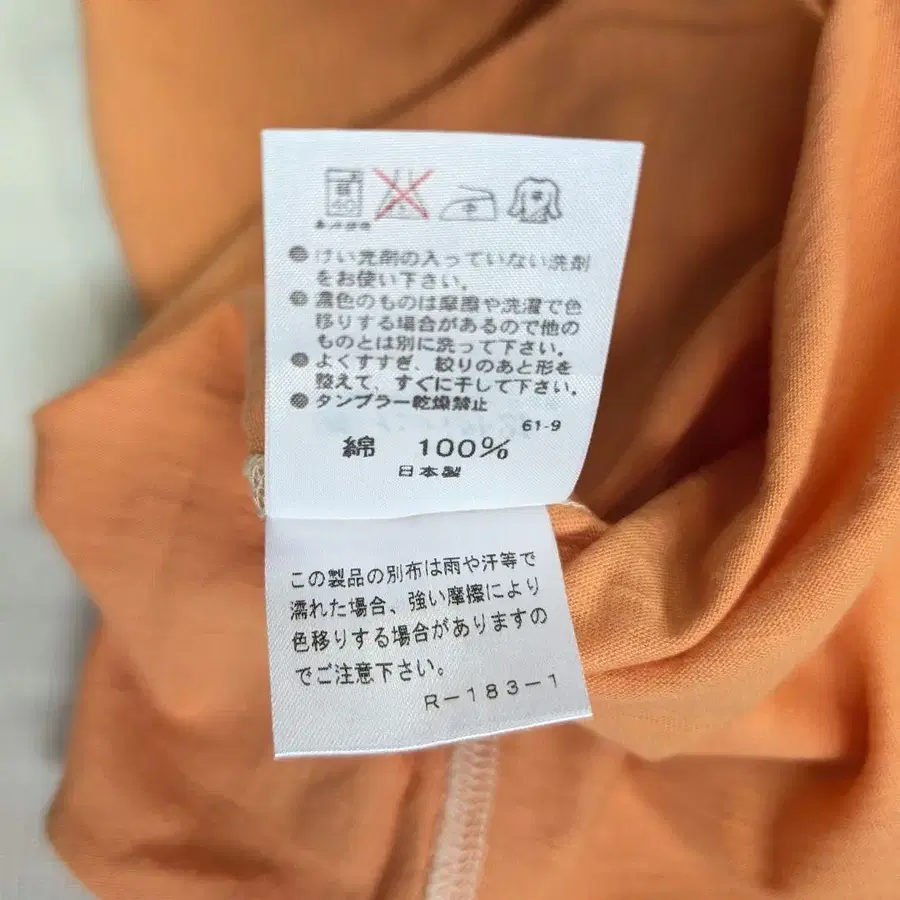 40
けい光剤の入っていない洗剤
をお使い下さい。
濃色のものは摩擦や洗濯で色
移りする場合があるので他の
ものとは別に洗って下さい。
よくすすぎ、絞りのあと形を
整えて、すぐに干して下さい。
タンブラー乾燥禁止
61-9
綿 100%
日本製
この製品の別布は雨や汗等で
濡れた場合、強い摩擦により
色移りする場合がありますの
でご注意下さい。
R-183-1